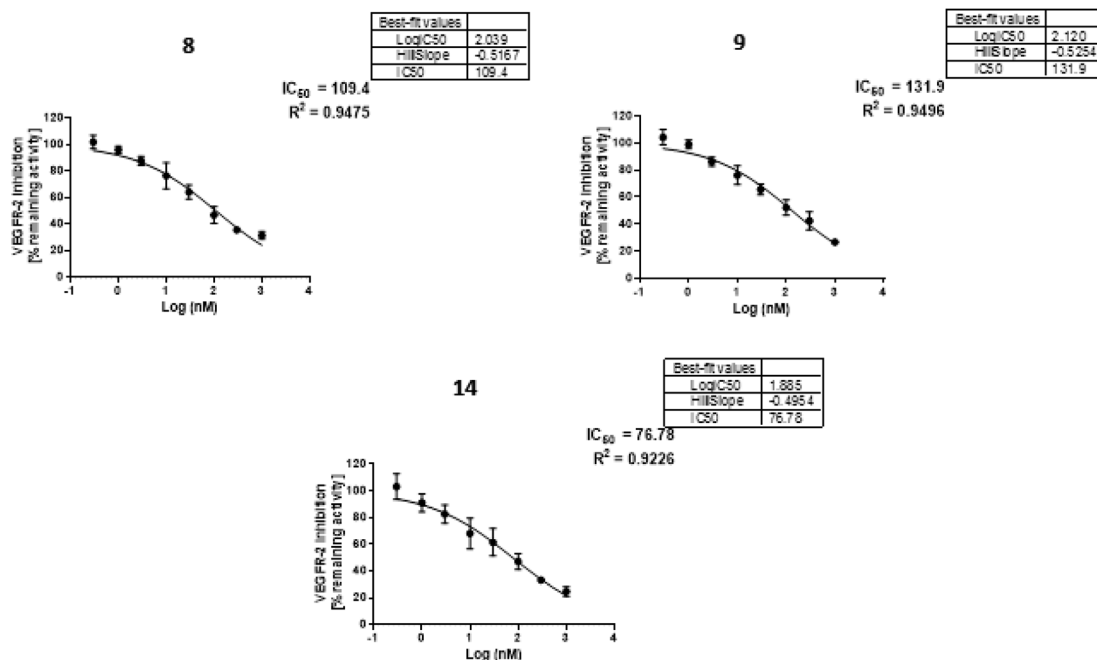 8
Best-fit values
LogIC50 2.039
HillSlope -0.5167
IC50 109.4
IC50 = 109.4
R2 = 0.9475
120
100
80
60
40
20
0
-1 0 1 2 3 4
Log (nM)
VEGFR-2 Inhibition
[% remaining activity]
9
Best-fit values
LogIC50 2.120
HillSlope -0.5254
IC50 131.9
IC50 = 131.9
R2 = 0.9496
120
100
80
60
40
20
0
-1 0 1 2 3 4
Log (nM)
VEGFR-2 Inhibition
[% remaining activity]
14
Best-fit values
LogIC50 1.885
HillSlope -0.4954
IC50 76.78
IC50 = 76.78
R2 = 0.9226
120
100
80
60
40
20
0
-1 0 1 2 3 4
Log (nM)
VEGFR-2 Inhibition
[% remaining activity]